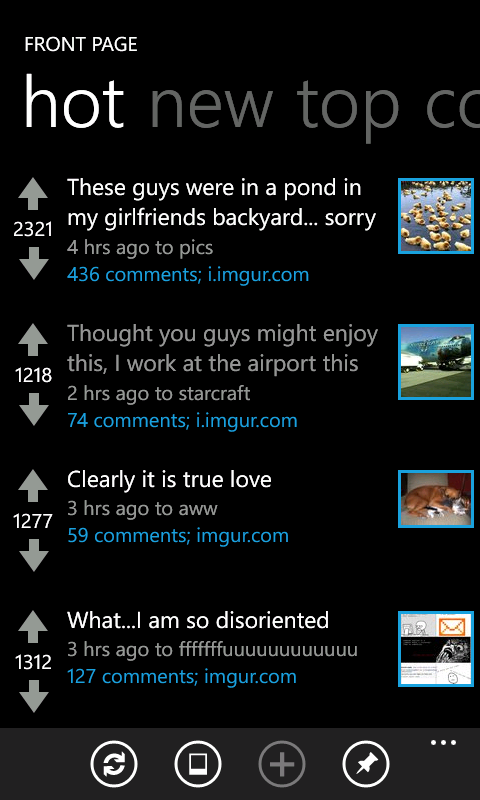 FRONT PAGE
hot new top co
These guys were in a pond in
my girlfriends backyard... sorry
2321
4 hrs ago to pics
436 comments; i.imgur.com
Thought you guys might enjoy
this, I work at the airport this
1218
2 hrs ago to starcraft
74 comments; i.imgur.com
Clearly it is true love
3 hrs ago to aww
1277
59 comments; imgur.com
What...I am so disoriented
3 hrs ago to fffffffuuuuuuuuuuuu
1312
127 comments; imgur.com